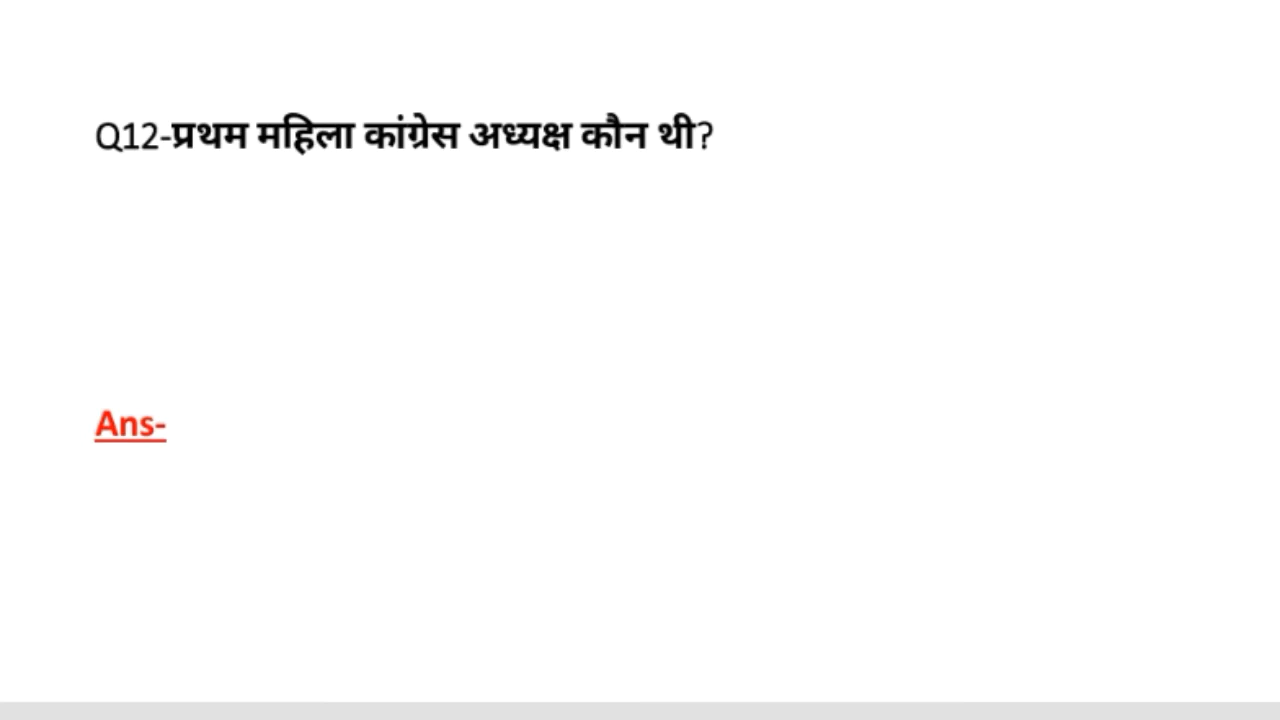 Q12-प्रथम महिला कांग्रेस अध्यक्ष कौन थी?
Ans-